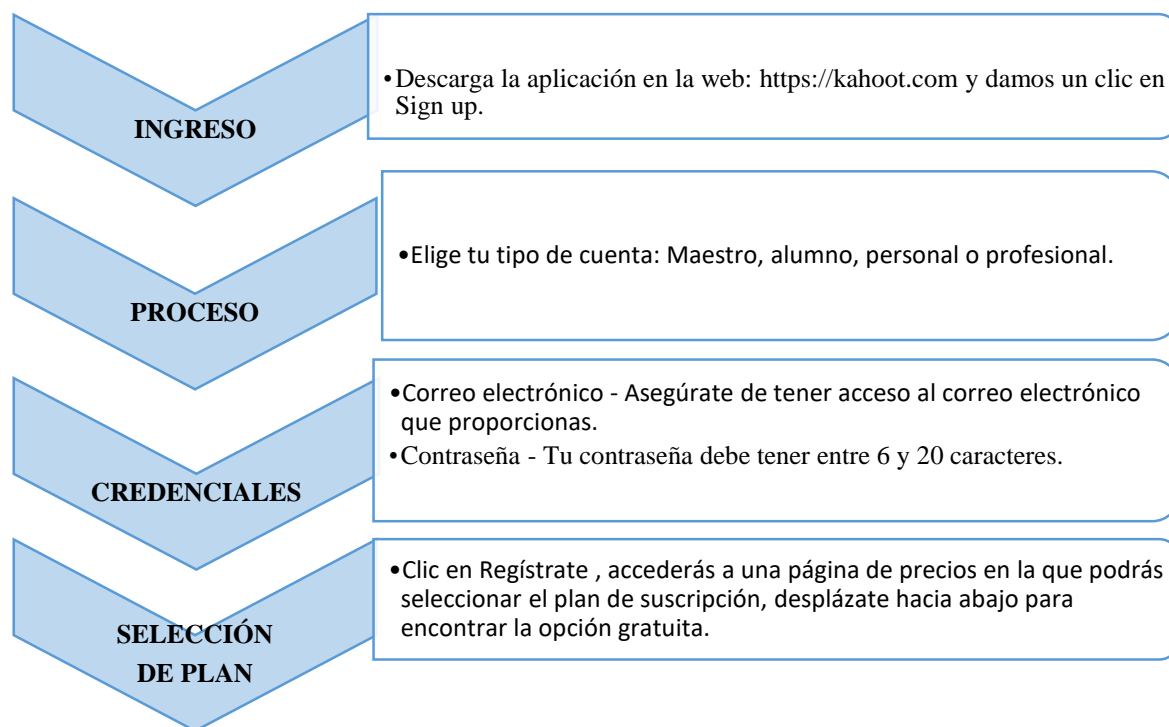 INGRESO
•Descarga la aplicación en la web: https://kahoot.com y damos un clic en
Sign up.
PROCESO
•Elige tu tipo de cuenta: Maestro, alumno, personal o profesional.
CREDENCIALES
•Correo electrónico - Asegúrate de tener acceso al correo electrónico
que proporcionas.
•Contraseña - Tu contraseña debe tener entre 6 y 20 caracteres.
SELECCIÓN
DE PLAN
•Clic en Regístrate , accederás a una página de precios en la que podrás
seleccionar el plan de suscripción, desplázate hacia abajo para
encontrar la opción gratuita.